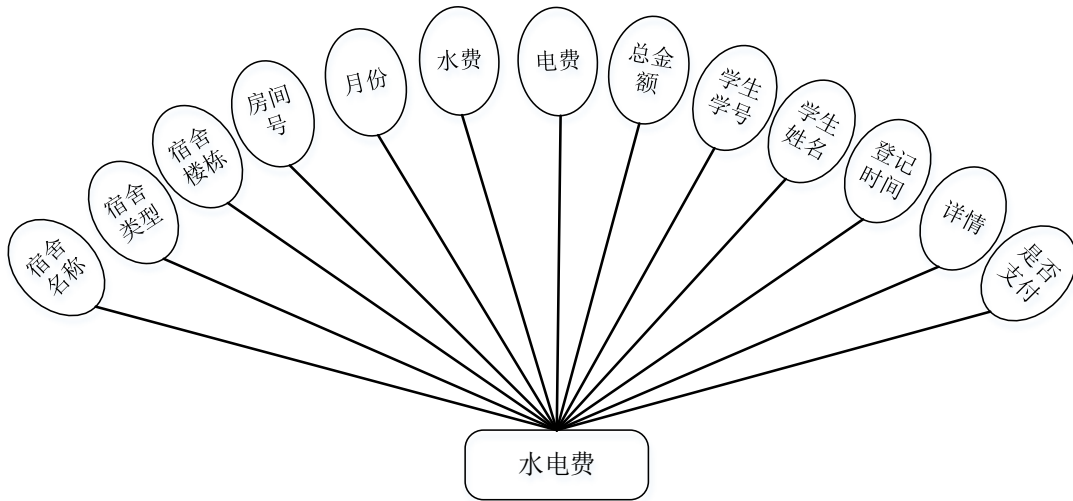 宿舍
名称
宿舍
类型
宿舍
楼栋
房间
号
月份
水费
电费
总金
额
学生
学号
学生
姓名
登记
时间
详情
是否
支付
水电费